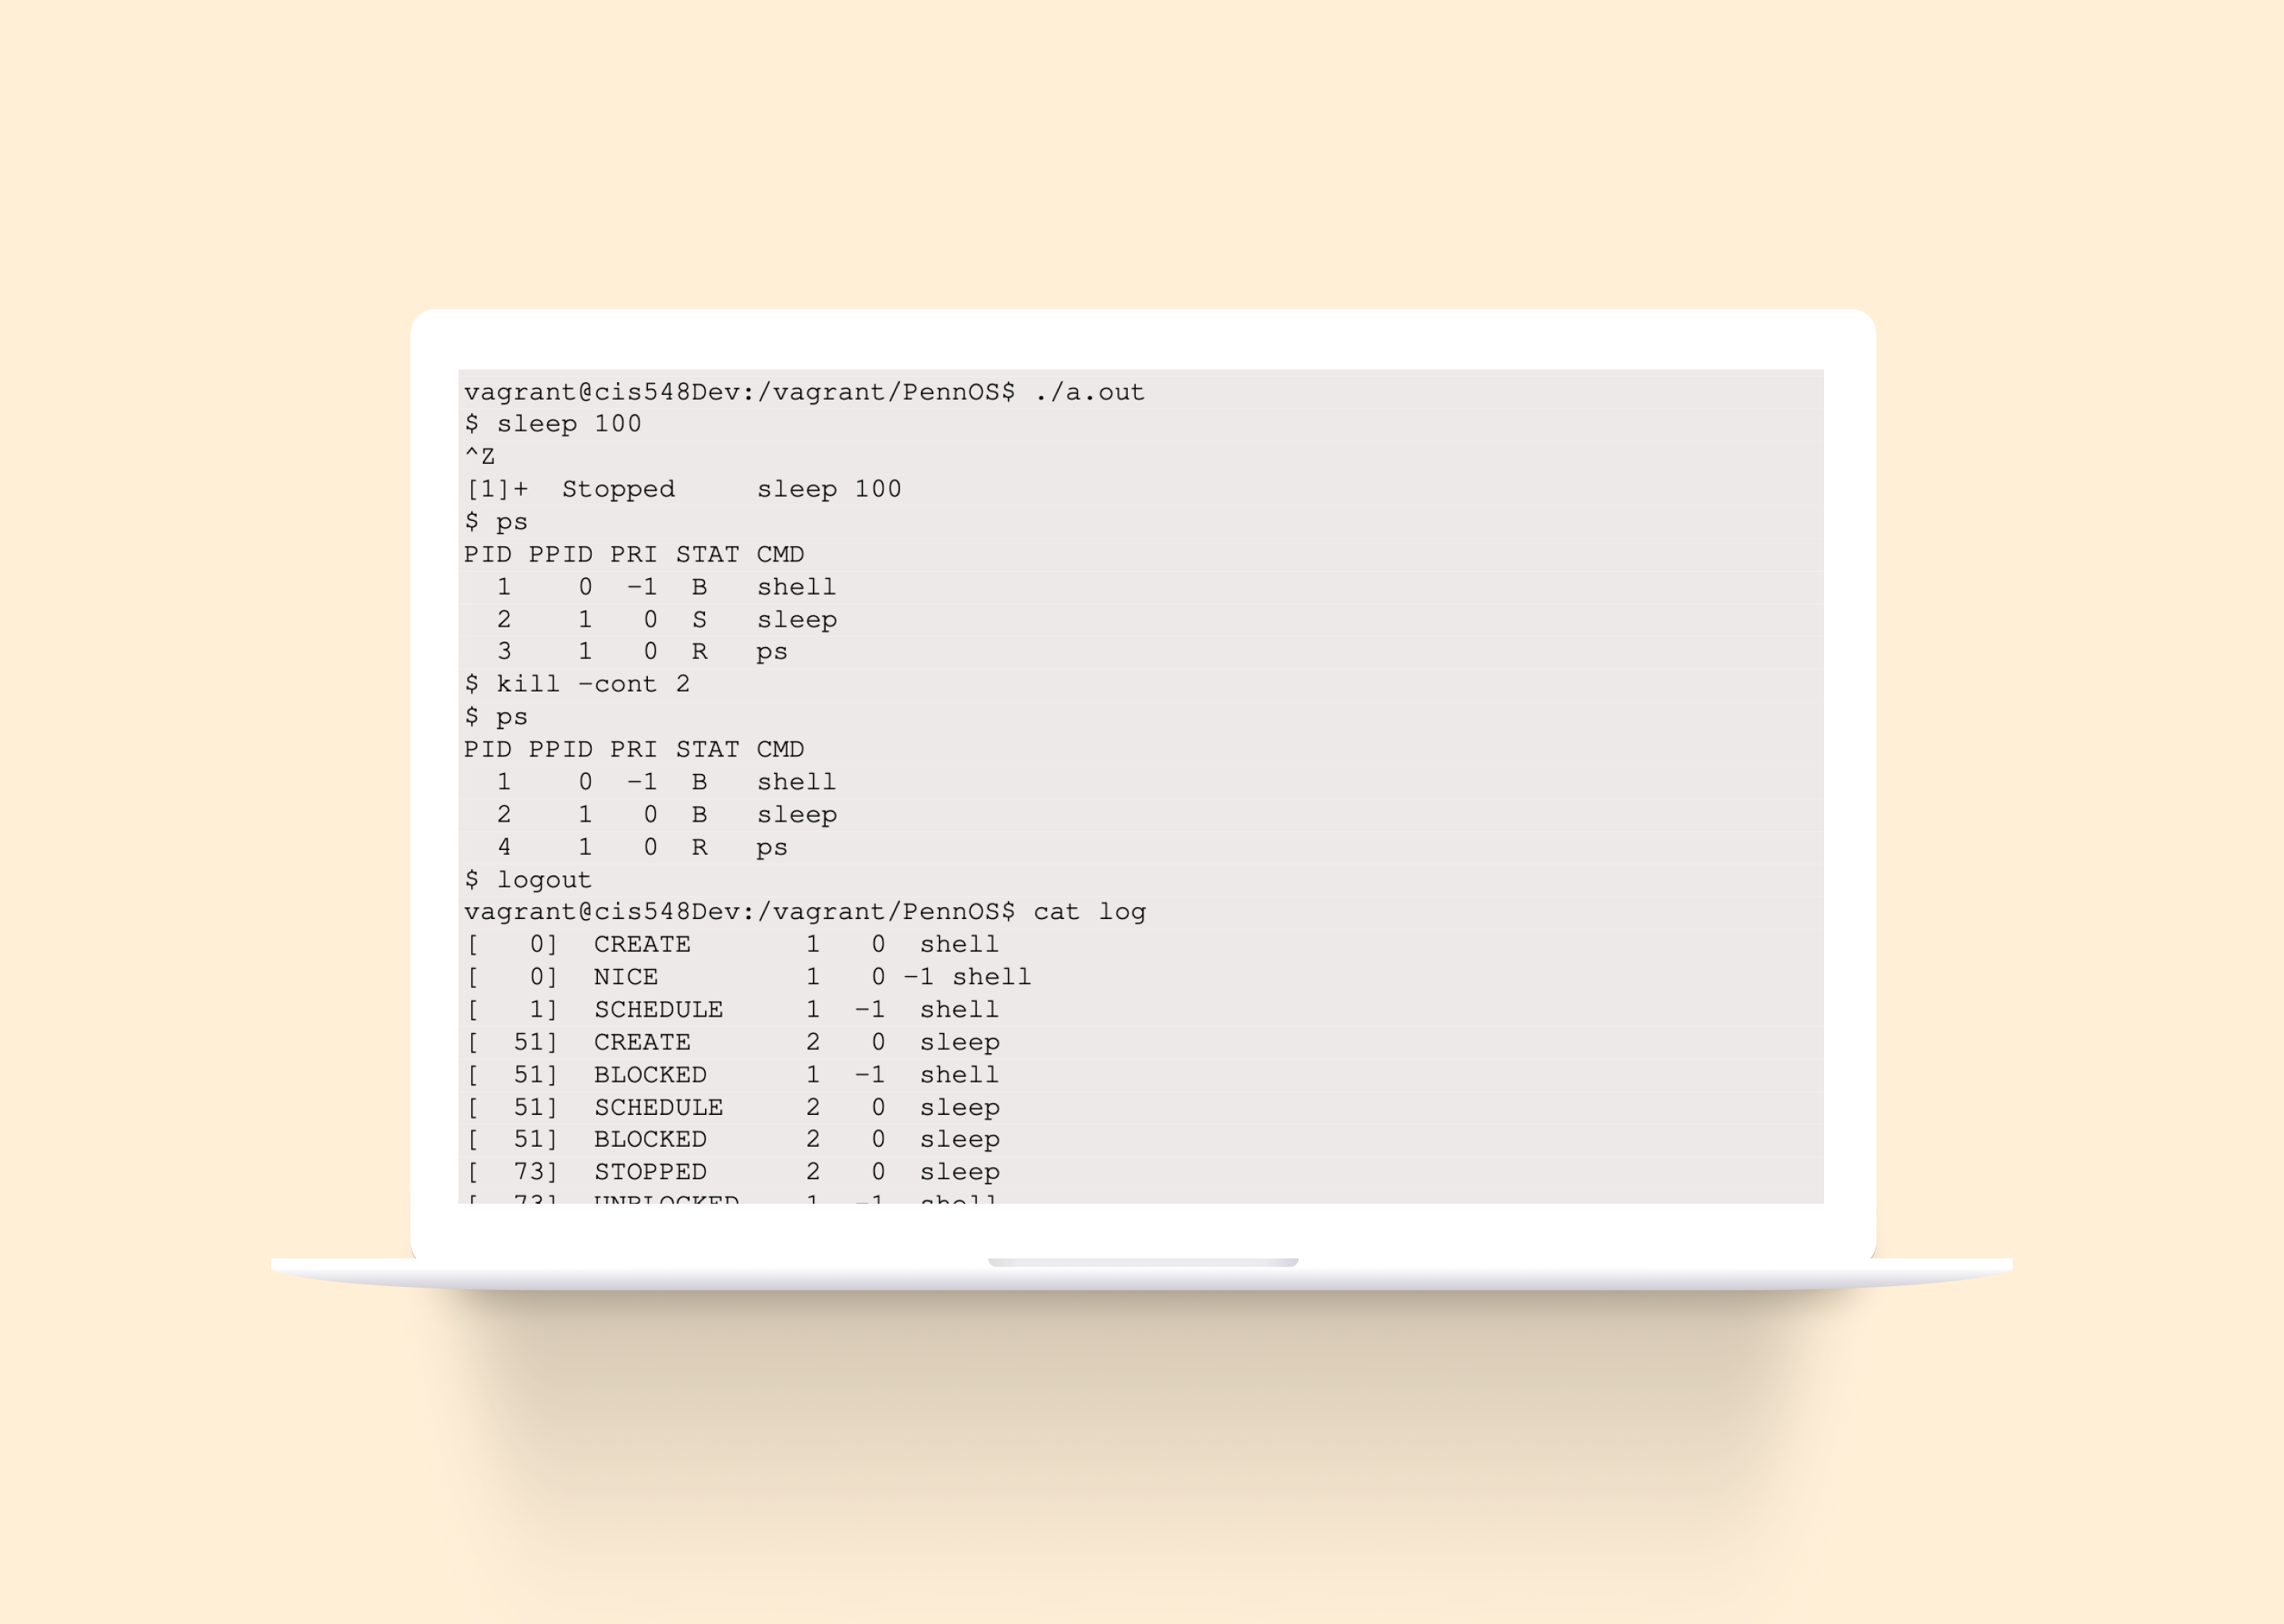 vagrant@cis548Dev:/vagrant/PennOS$ ./a.out
$ sleep 100
^Z
[1]+  Stopped     sleep 100
$ ps
PID PPID PRI STAT CMD
  1    0  -1  B   shell
  2    1   0  S   sleep
  3    1   0  R   ps
$ kill -cont 2
$ ps
PID PPID PRI STAT CMD
  1    0  -1  B   shell
  2    1   0  B   sleep
  4    1   0  R   ps
$ logout
vagrant@cis548Dev:/vagrant/PennOS$ cat log
[   0]  CREATE       1   0  shell
[   0]  NICE         1   0 -1 shell
[   1]  SCHEDULE     1  -1  shell
[  51]  CREATE       2   0  sleep
[  51]  BLOCKED      1  -1  shell
[  51]  SCHEDULE     2   0  sleep
[  51]  BLOCKED      2   0  sleep
[  73]  STOPPED      2   0  sleep
[  73]  UNBLOCKED    1  -1  shell